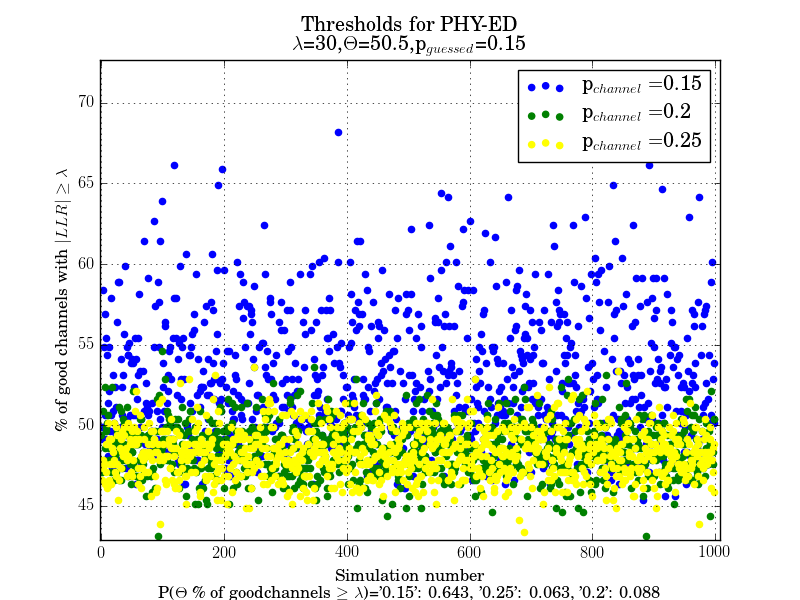 Thresholds for PHY-ED
λ=30,Θ=50.5,p_guessed=0.15
p_channel =0.15
p_channel =0.2
p_channel =0.25
% of good channels with |LLR| ≥ λ
70
65
60
55
50
45
0 200 400 600 800 1000
Simulation number
P(Θ % of goodchannels ≥ λ)='0.15': 0.643, '0.25': 0.063, '0.2': 0.088